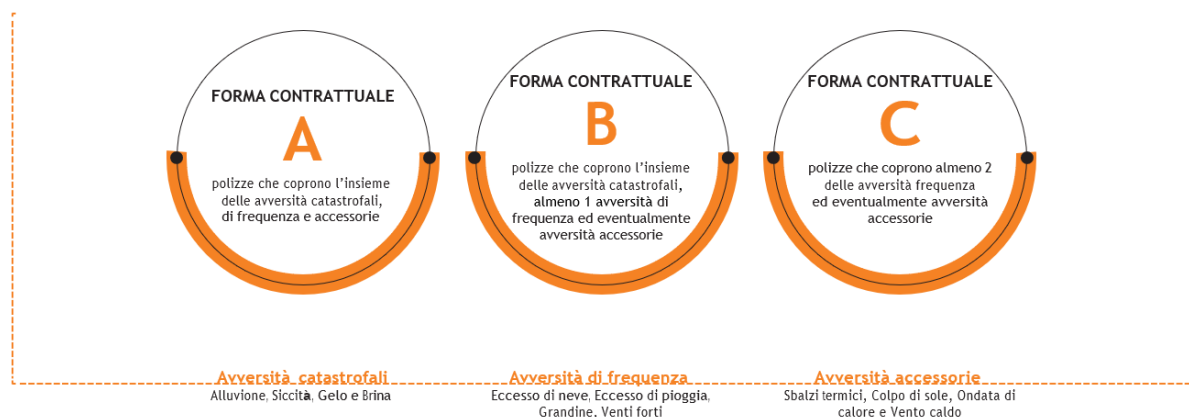 FORMA CONTRATTUALE
A
polizze che coprono l'insieme
delle avversità catastrofali,
di frequenza e accessorie
FORMA CONTRATTUALE
B
polizze che coprono l'insieme
delle avversità catastrofali,
almeno 1 avversità di
frequenza ed eventualmente
avversità accessorie
FORMA CONTRATTUALE
C
polizze che coprono almeno 2
delle avversità frequenza
ed eventualmente avversità
accessorie
Avversità catastrofali
Alluvione, Siccità, Gelo e Brina
Avversità di frequenza
Eccesso di neve, Eccesso di pioggia,
Grandine, Venti forti
Avversità accessorie
Sbalzi termici, Colpo di sole, Ondata di
calore e Vento caldo